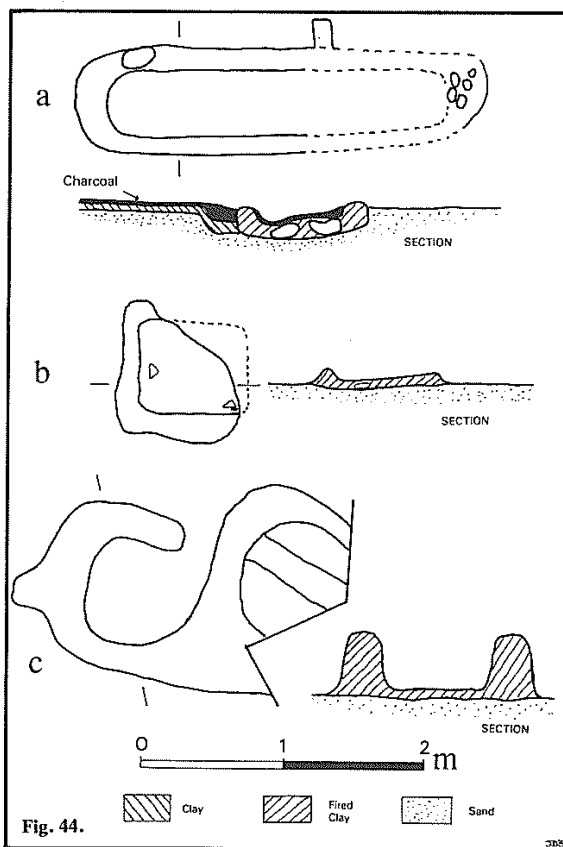 a
Charcoal
SECTION
b
SECTION
c
SECTION
0 1 2 m
Clay
Fired
Clay
Sand
Fig. 44.